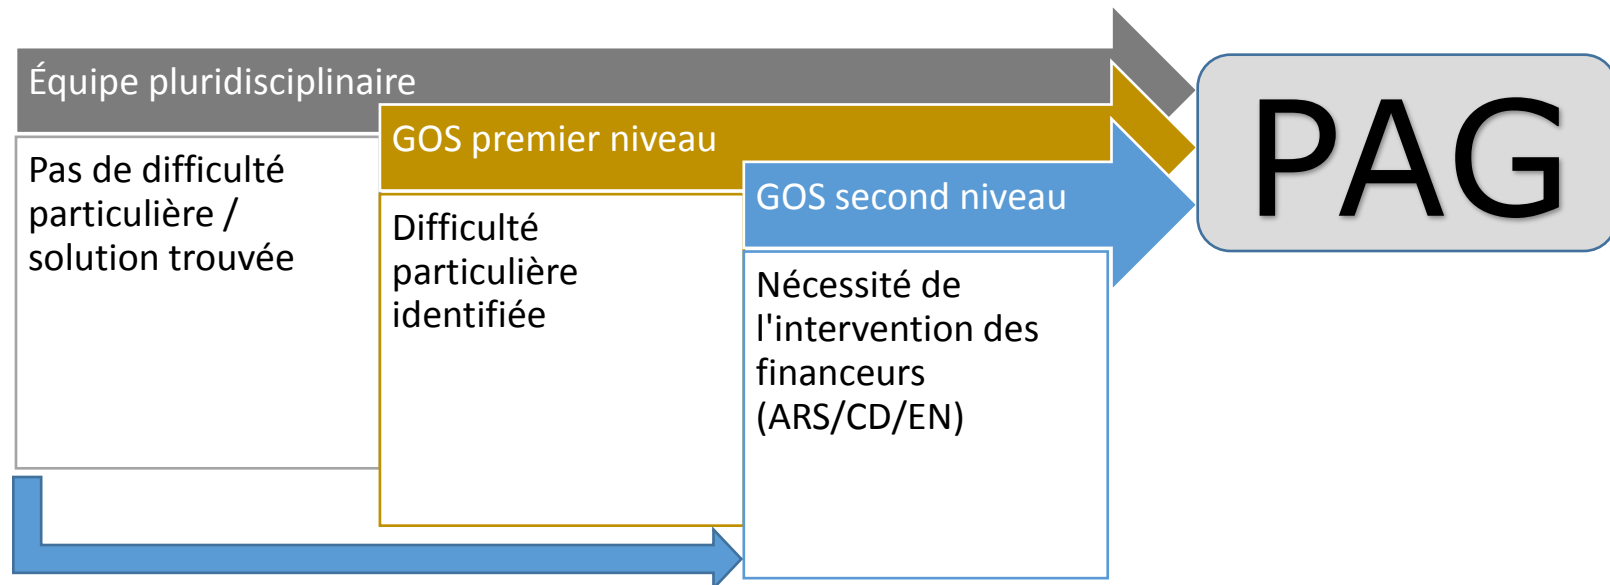 Équipe pluridisciplinaire
Pas de difficulté
particulière /
solution trouvée
GOS premier niveau
Difficulté
particulière
identifiée
GOS second niveau
Nécessité de
l'intervention des
financeurs
(ARS/CD/EN)
PAG